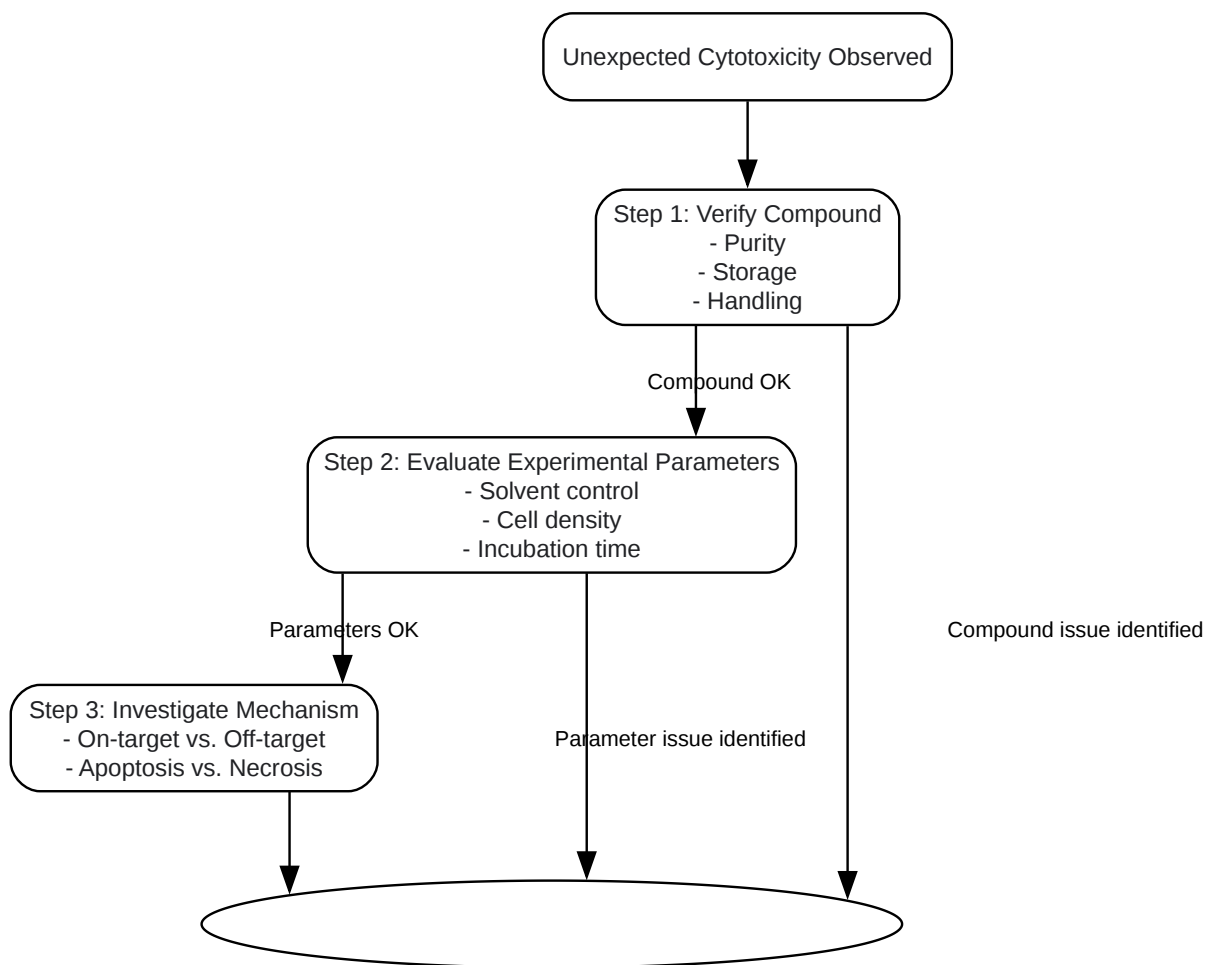 Unexpected Cytotoxicity Observed
Step 1: Verify Compound
- Purity
- Storage
- Handling
Compound OK
Step 2: Evaluate Experimental Parameters
- Solvent control
- Cell density
- Incubation time
Parameters OK
Compound issue identified
Step 3: Investigate Mechanism
- On-target vs. Off-target
- Apoptosis vs. Necrosis
Parameter issue identified